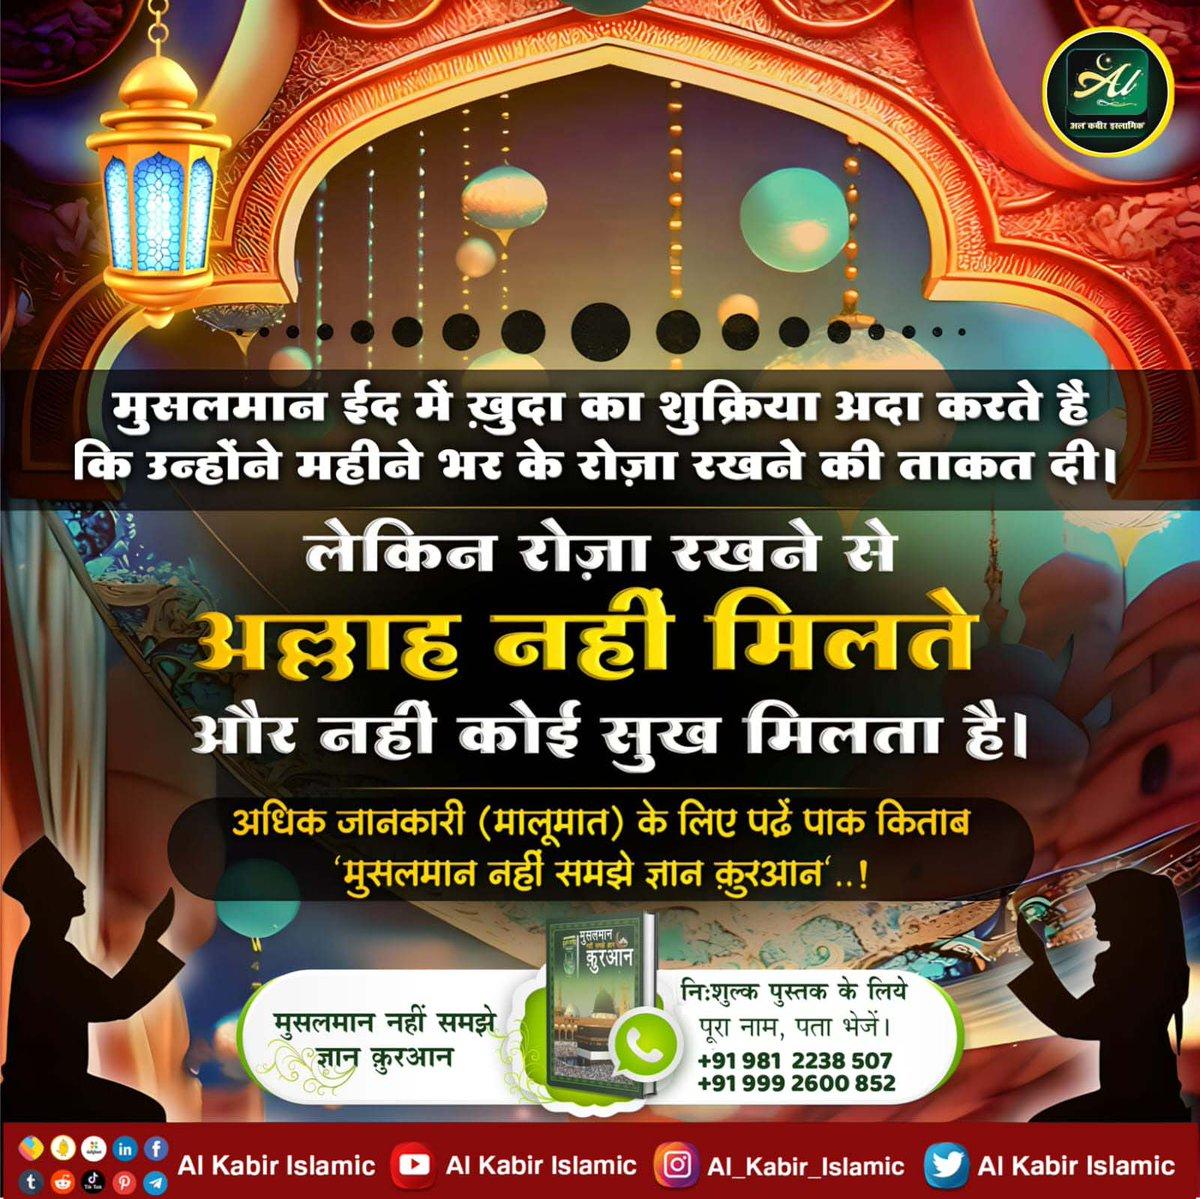 Al
अल कबीर इस्लामिक
मुसलमान ईद में ख़ुदा का शुक्रिया अदा करते है
कि उन्होंने महीने भर के रोज़ा रखने की ताकत दी।
लेकिन रोज़ा रखने से
अल्लाह नहीं मिलते
और नहीं कोई सुख मिलता है।
अधिक जानकारी (मालूमात) के लिए पढें पाक किताब
‘मुसलमान नहीं समझे ज्ञान क़ुरआन‘..!
मुसलमान नहीं समझे
ज्ञान क़ुरआन
मुसलमान
नहीं समझे ज्ञान
क़ुरआन
नि:शुल्क पुस्तक के लिये
पूरा नाम, पता भेजें।
+91 981 2238 507
+91 999 2600 852
Al Kabir Islamic
Al Kabir Islamic
Al_Kabir_Islamic
Al Kabir Islamic